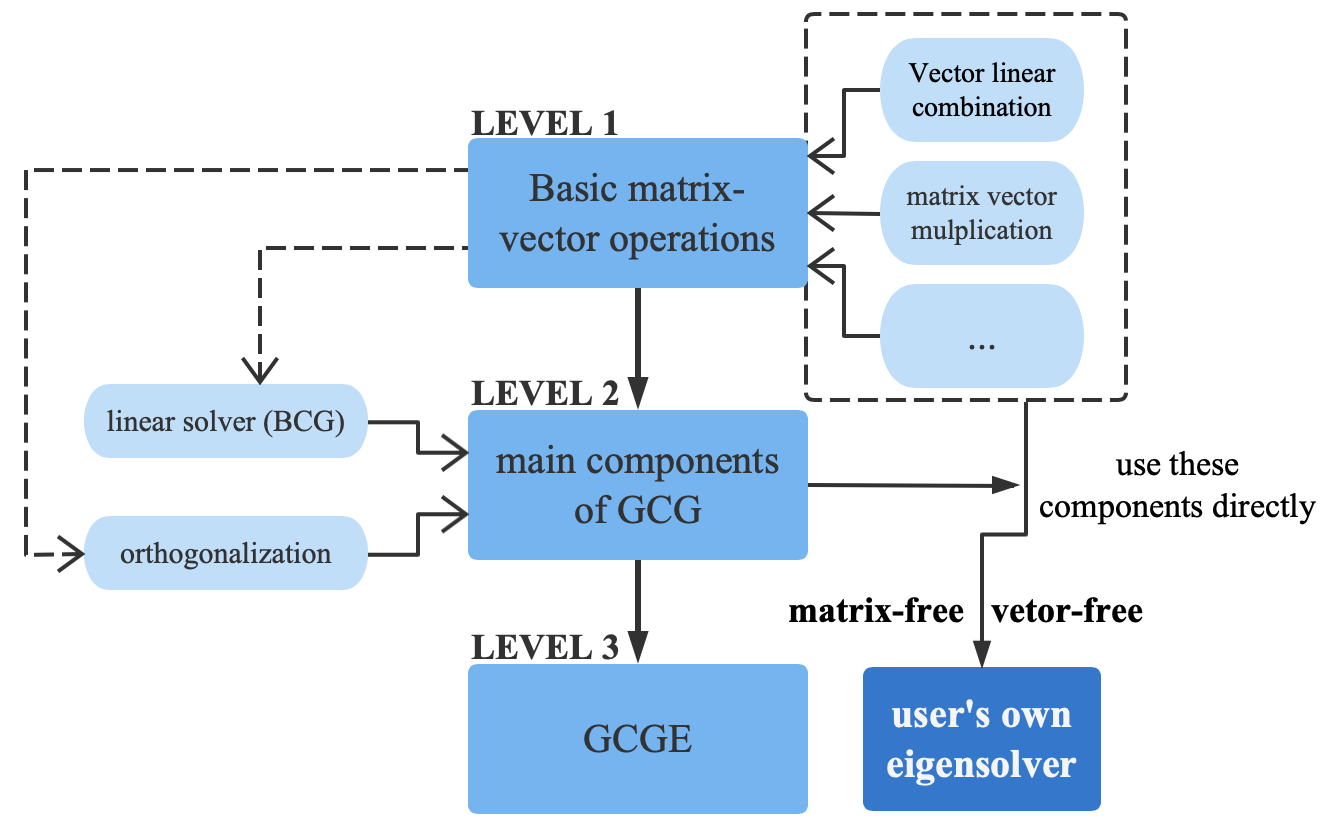 Vector linear
combination
LEVEL 1
Basic matrix-
vector operations
matrix vector
mulplication
...
LEVEL 2
linear solver (BCG)
main components
of GCG
use these
components directly
orthogonalization
matrix-free
vetor-free
LEVEL 3
GCGE
user's own
eigensolver